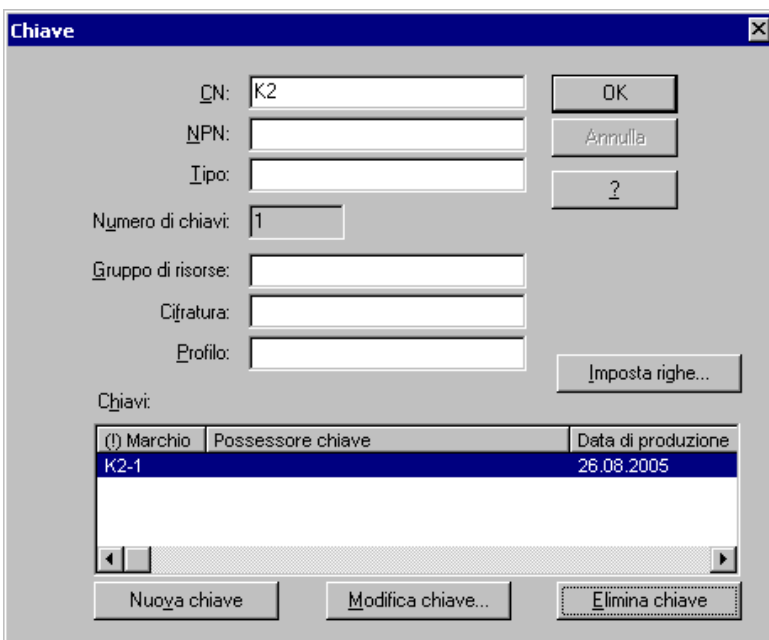 Chiave
CN: K2
OK
NPN:
Annulla
Tipo:
?
Numero di chiavi: 1
Gruppo di risorse:
Cifratura:
Profilo:
Imposta righe...
Chiavi:
(!) Marchio Possessore chiave Data di produzione
K2-1 26.08.2005
Nuova chiave Modifica chiave... Elimina chiave